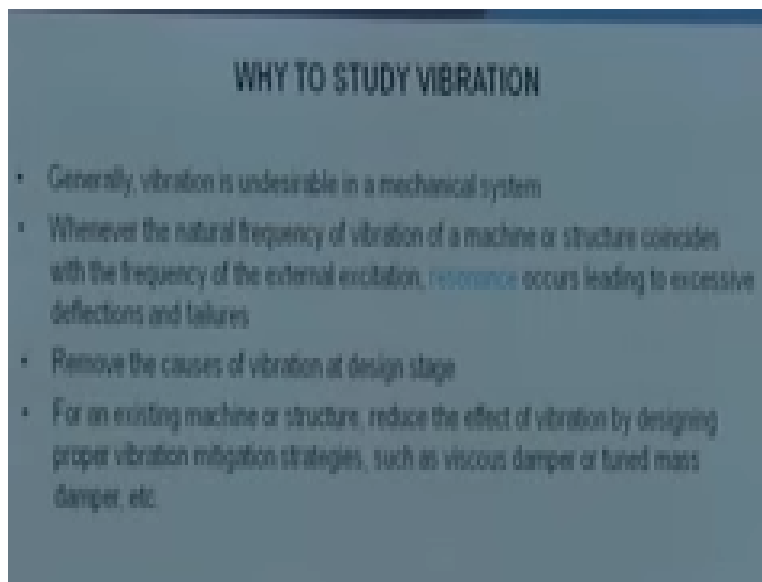 WHY TO STUDY VIBRATION
• Generally, vibration is undesirable in a mechanical system
• Whenever the natural frequency of vibration of a machine or structure coincides
with the frequency of the external excitation, resonance occurs leading to excessive
deflections and failures
• Remove the causes of vibration at design stage
• For an existing machine or structure, reduce the effect of vibration by designing
proper vibration mitigation strategies, such as viscous damper or tuned mass
damper, etc.